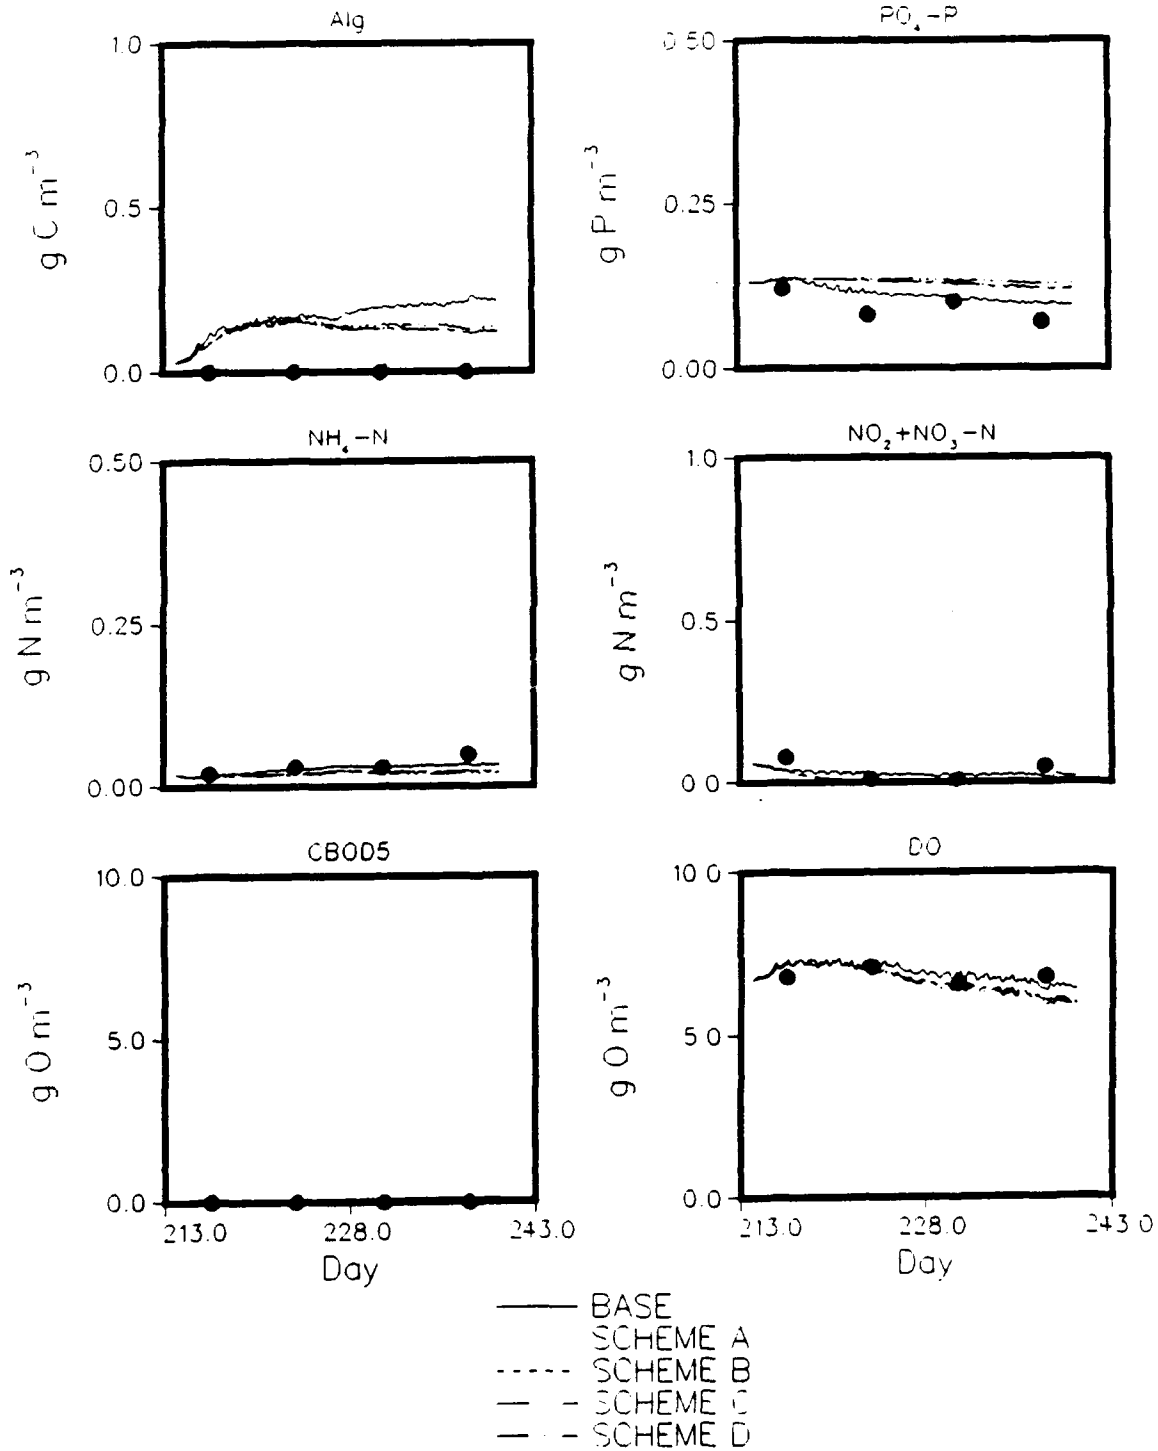 Alg
1.0
0.5
0.0
g C m⁻³
PO₄-P
0.50
0.25
0.00
g P m⁻³
NH₄-N
0.50
0.25
0.00
g N m⁻³
NO₂+NO₃-N
1.0
0.5
0.0
g N m⁻³
CBOD5
10.0
5.0
0.0
g O m⁻³
213.0 228.0 243.0
Day
DO
10.0
5.0
0.0
g O m⁻³
213.0 228.0 243.0
Day
BASE
SCHEME A
SCHEME B
SCHEME C
SCHEME D